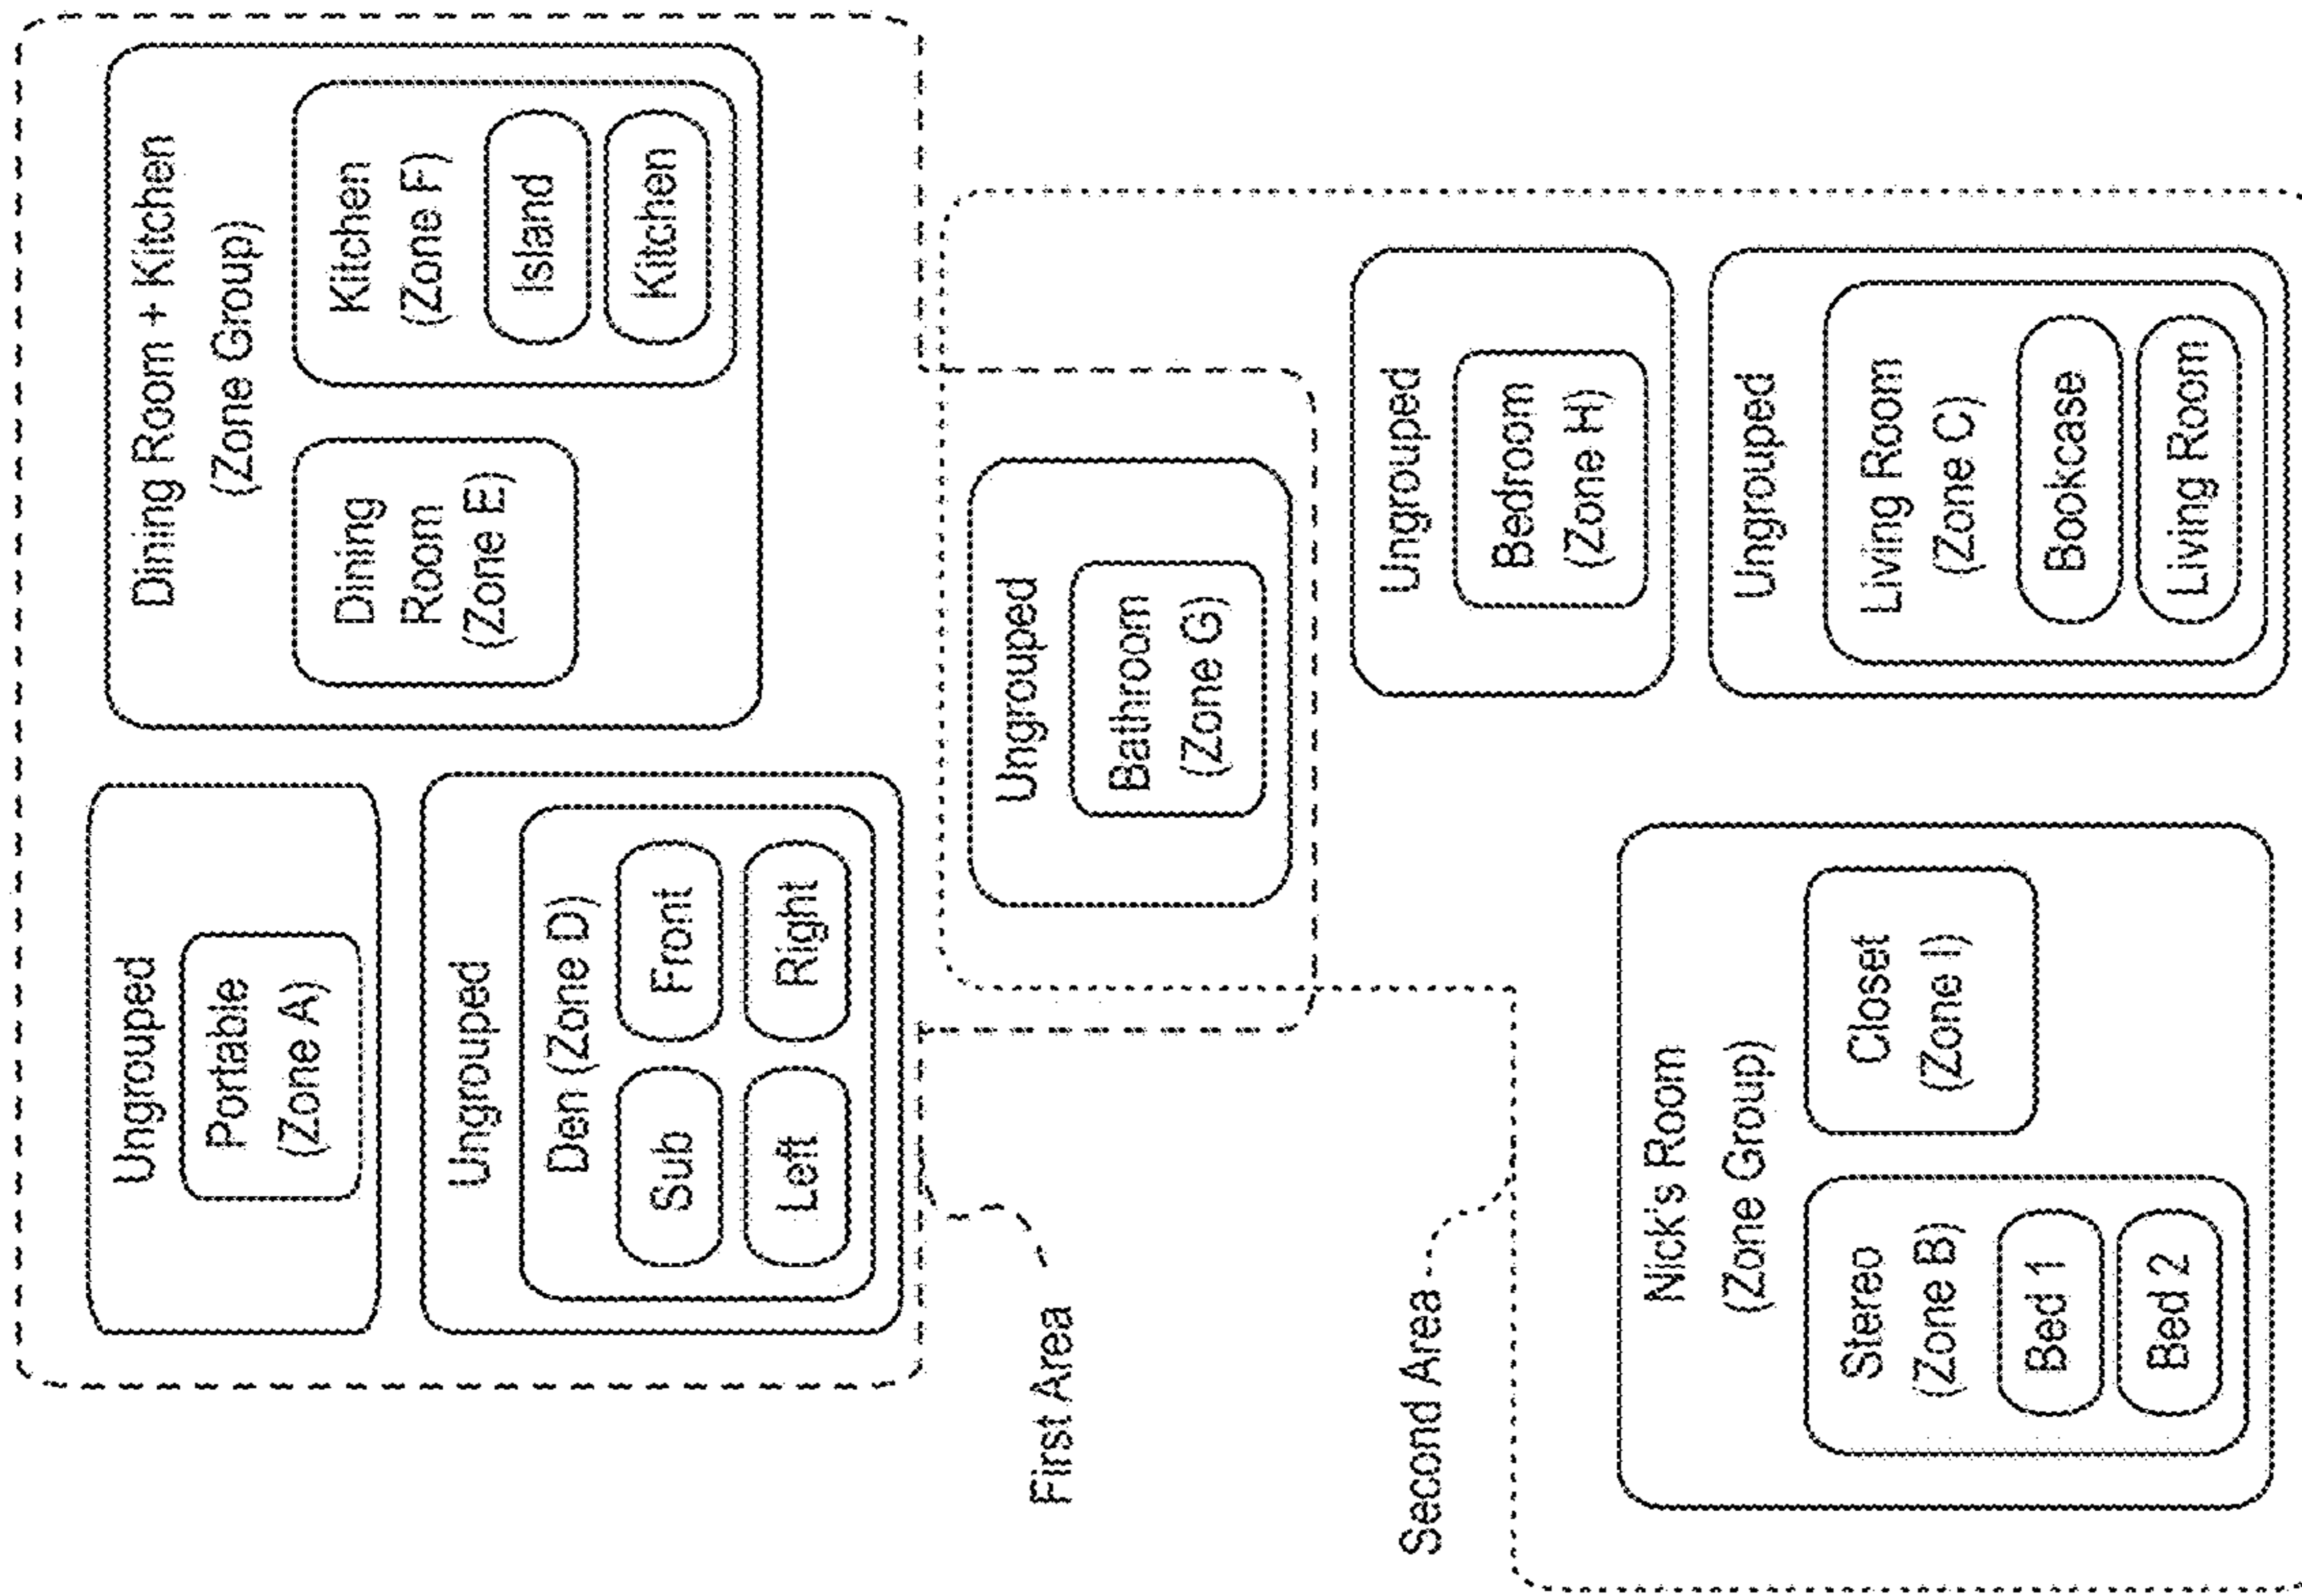 Ungrouped
Portable
(Zone A)
Ungrouped
Den (Zone D)
Sub
Front
Left
Right
Dining Room + Kitchen
(Zone Group)
Dining
Room
(Zone E)
Kitchen
(Zone F)
Island
Kitchen
First Area
Ungrouped
Bathroom
(Zone G)
Second Area
Ungrouped
Bedroom
(Zone H)
Nick's Room
(Zone Group)
Stereo
(Zone B)
Bed 1
Bed 2
Closet
(Zone I)
Ungrouped
Living Room
(Zone C)
Bookcase
Living Room